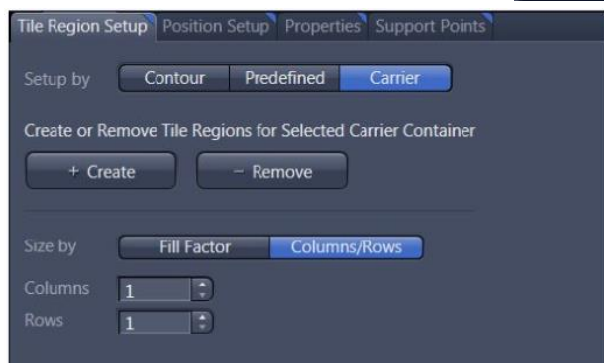 Tile Region Setup Position Setup Properties Support Points
Setup by Contour Predefined Carrier
Create or Remove Tile Regions for Selected Carrier Container
+ Create − Remove
Size by Fill Factor Columns/Rows
Columns 1
Rows 1